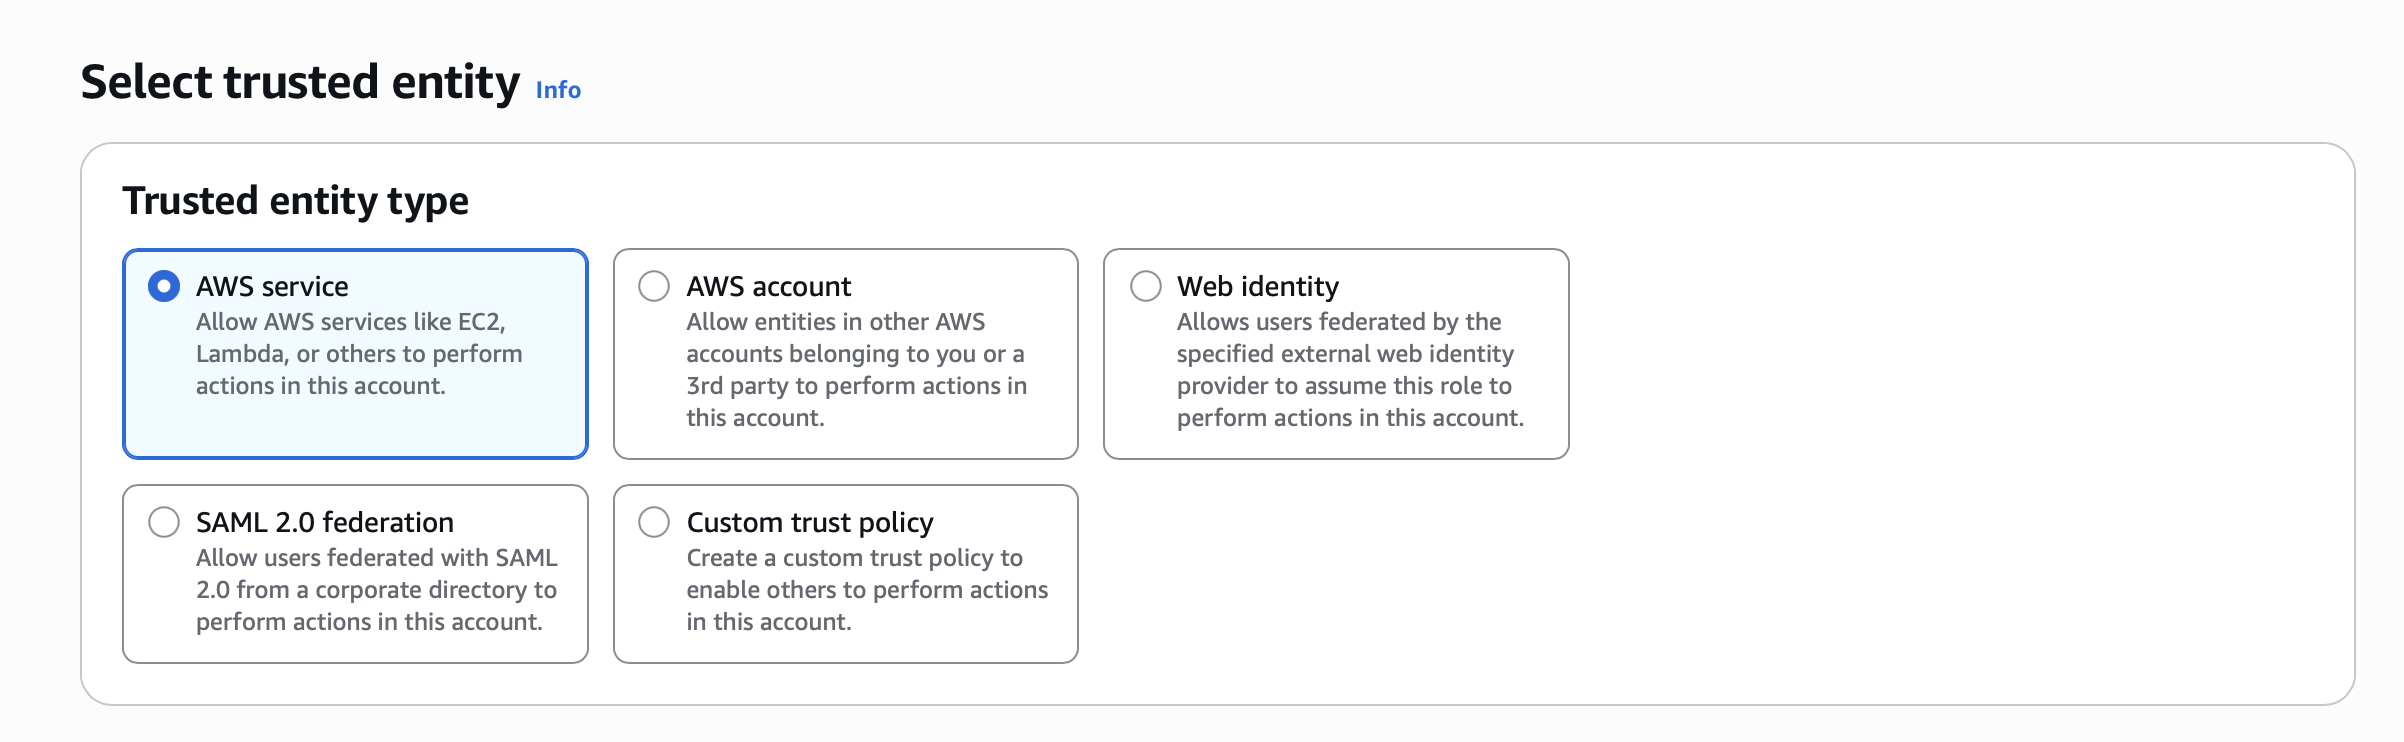 Select trusted entity Info
Trusted entity type
AWS service
Allow AWS services like EC2,
Lambda, or others to perform
actions in this account.
AWS account
Allow entities in other AWS
accounts belonging to you or a
3rd party to perform actions in
this account.
Web identity
Allows users federated by the
specified external web identity
provider to assume this role to
perform actions in this account.
SAML 2.0 federation
Allow users federated with SAML
2.0 from a corporate directory to
perform actions in this account.
Custom trust policy
Create a custom trust policy to
enable others to perform actions
in this account.